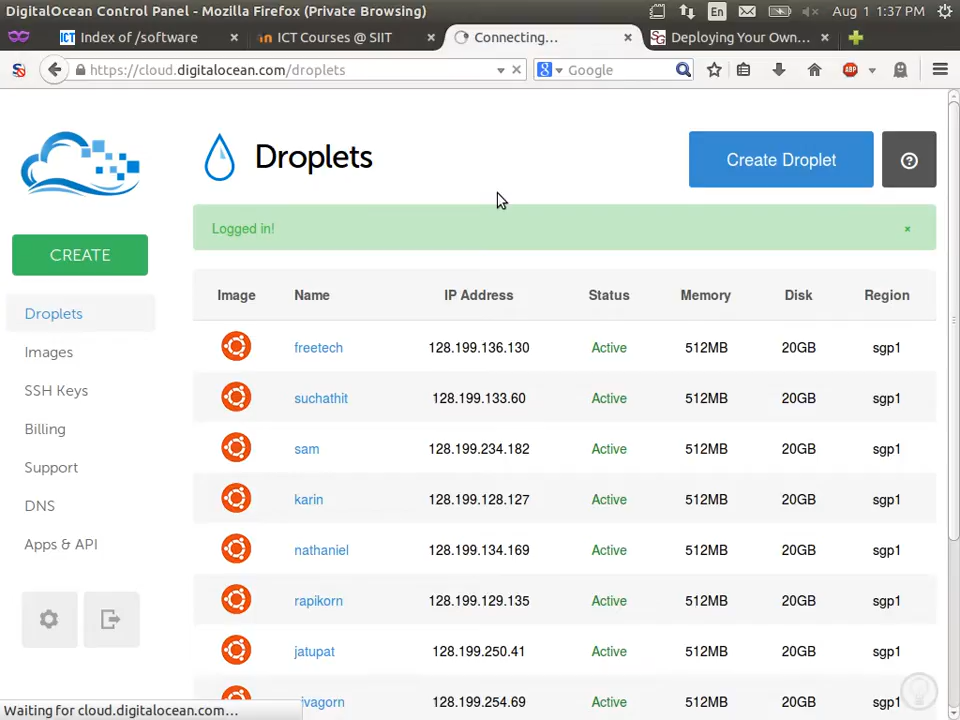 DigitalOcean Control Panel - Mozilla Firefox (Private Browsing)
En
Aug 1 1:37 PM
ICT
Index of /software
×
ICT Courses @ SIIT
×
Connecting...
×
SG
Deploying Your Own...
×
https://cloud.digitalocean.com/droplets
Google
ABP
Droplets
Create Droplet
Logged in!
×
CREATE
Droplets
Images
SSH Keys
Billing
Support
DNS
Apps & API
Image Name IP Address Status Memory Disk Region
freetech 128.199.136.130 Active 512MB 20GB sgp1
suchathit 128.199.133.60 Active 512MB 20GB sgp1
sam 128.199.234.182 Active 512MB 20GB sgp1
karin 128.199.128.127 Active 512MB 20GB sgp1
nathaniel 128.199.134.169 Active 512MB 20GB sgp1
rapikorn 128.199.129.135 Active 512MB 20GB sgp1
jatupat 128.199.250.41 Active 512MB 20GB sgp1
128.199.254.69 Active 512MB 20GB sgp1
Waiting for cloud.digitalocean.com...